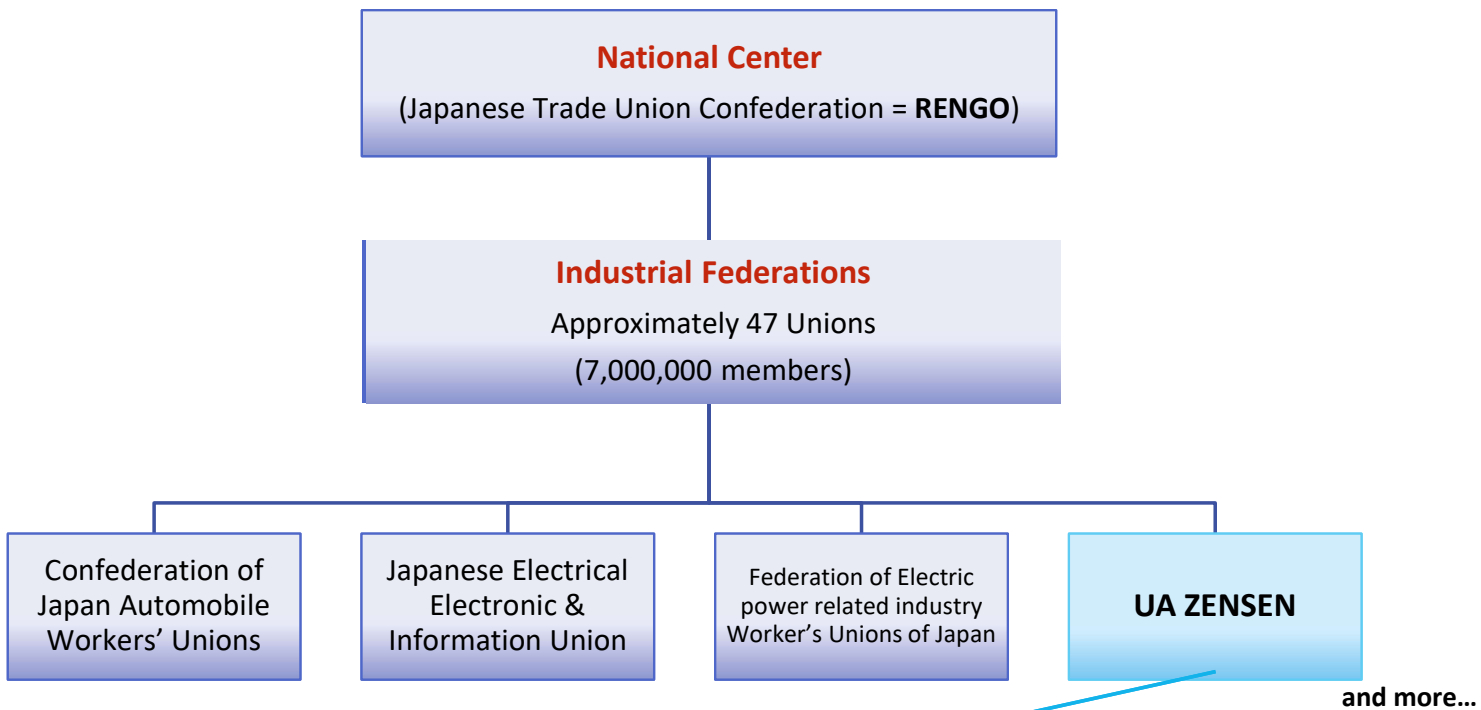 National Center
(Japanese Trade Union Confederation = RENGO)
Industrial Federations
Approximately 47 Unions
(7,000,000 members)
Confederation of
Japan Automobile
Workers’ Unions
Japanese Electrical
Electronic &
Information Union
Federation of Electric
power related industry
Worker’s Unions of Japan
UA ZENSEN
and more…